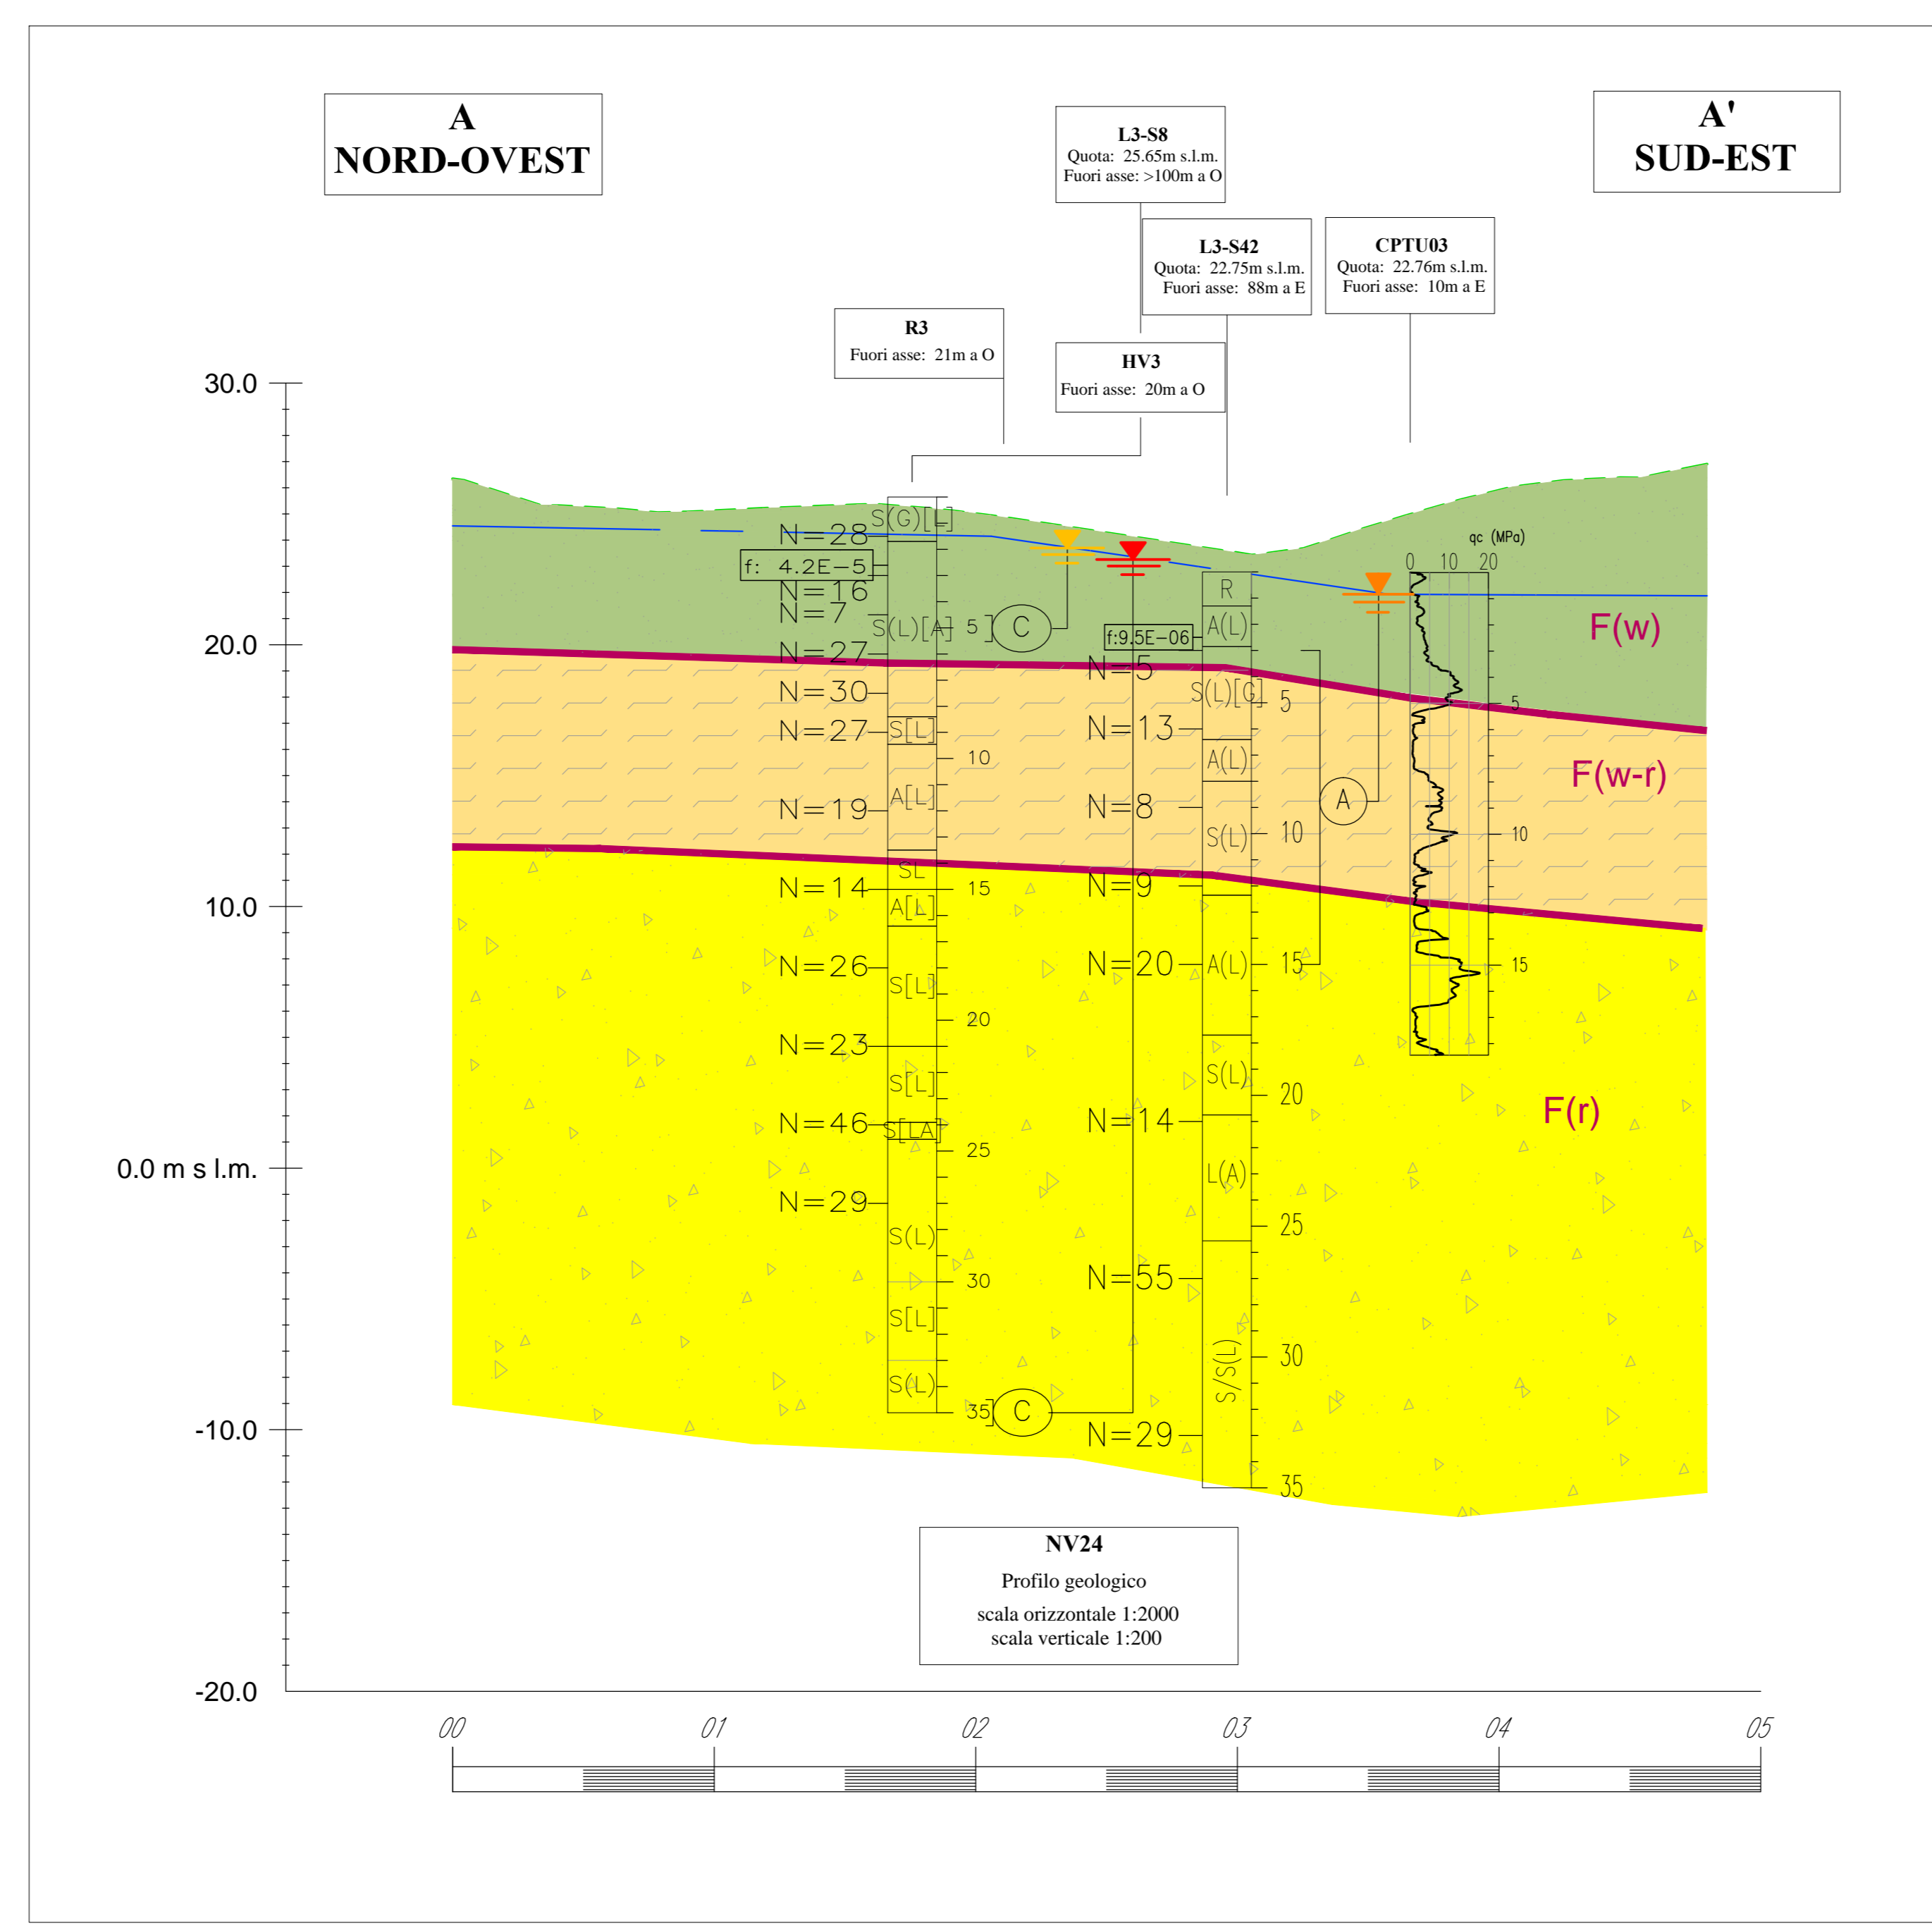 A
NORD-OVEST
A'
SUD-EST
L3-S8
Quota: 25.65m s.l.m.
Fuori asse: >100m a O
L3-S42
Quota: 22.75m s.l.m.
Fuori asse: 88m a E
CPTU03
Quota: 22.76m s.l.m.
Fuori asse: 10m a E
R3
Fuori asse: 21m a O
HV3
Fuori asse: 20m a O
30.0
20.0
10.0
0.0 m s l.m.
-10.0
-20.0
N=28
f: 4.2E-5
N=16
N=7
N=27
N=30
N=27
N=19
N=14
N=26
N=23
N=46
N=29
S(G)[L]
S(L)[A]
S[L]
A[L]
SL
A[L]
S[L]
S[L]
S[LA]
S(L)
S[L]
S(L)
5
10
15
20
25
30
35
C
C
f:9.5E-06
N=5
N=13
N=8
N=9
N=20
N=14
N=55
N=29
R
A(L)
S(L)[G]
A(L)
S(L)
A(L)
S(L)
L(A)
S/S(L)
5
10
15
20
25
30
35
A
qc (MPa)
0 10 20
5
10
15
F(w)
F(w-r)
F(r)
NV24
Profilo geologico
scala orizzontale 1:2000
scala verticale 1:200
00 01 02 03 04 05